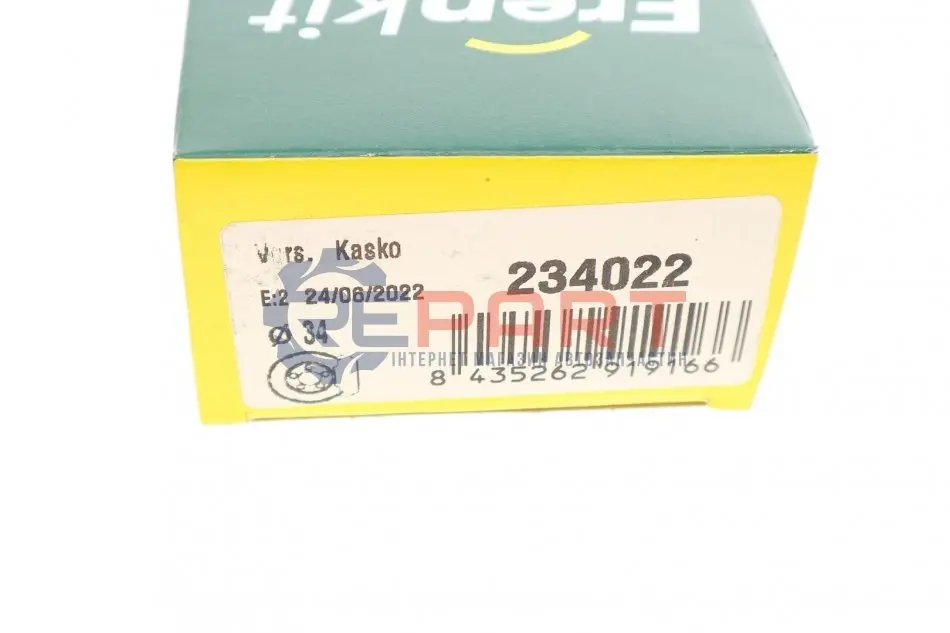 Frenkit
Vers. Kasko
234022
E:2 24/06/2022
Ø 34
REPART
ІНТЕРНЕТ МАГАЗИН АВТОЗАПЧАСТИН
8 435262 919166